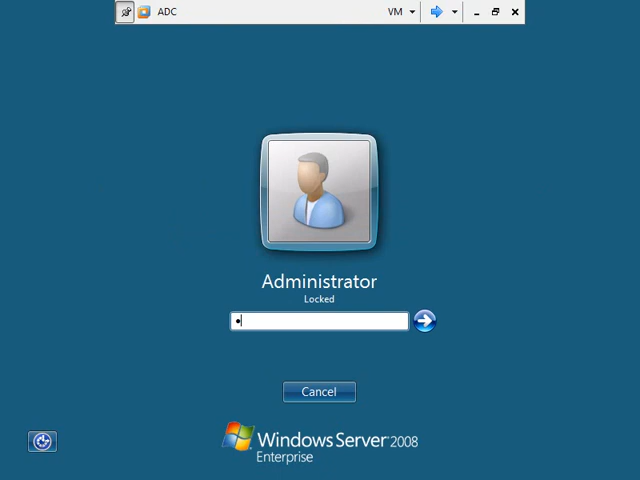 ADC
VM
Administrator
Locked
Cancel
Windows Server 2008
Enterprise